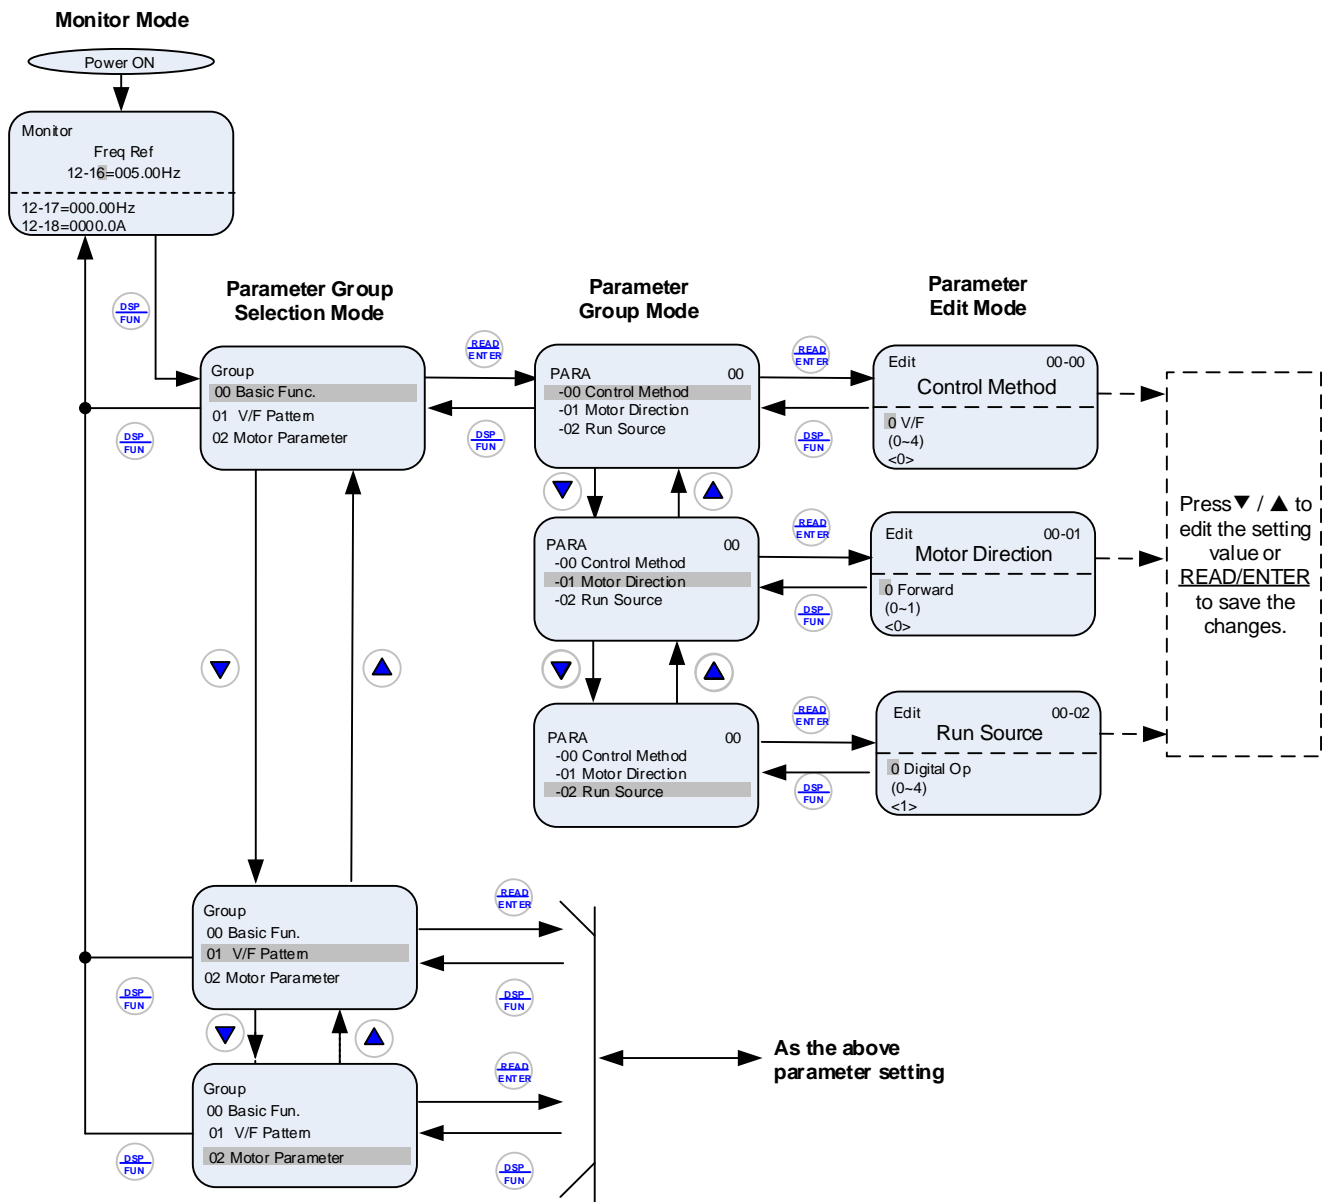 Monitor Mode
Power ON
Monitor
Freq Ref
12-16=005.00Hz
12-17=000.00Hz
12-18=0000.0A
DSP
FUN
Parameter Group
Selection Mode
Parameter
Group Mode
Parameter
Edit Mode
Group
00 Basic Func.
01 V/F Pattern
02 Motor Parameter
READ
ENTER
DSP
FUN
DSP
FUN
PARA 00
-00 Control Method
-01 Motor Direction
-02 Run Source
READ
ENTER
DSP
FUN
Edit 00-00
Control Method
0 V/F
(0~4)
<0>
PARA 00
-00 Control Method
-01 Motor Direction
-02 Run Source
READ
ENTER
DSP
FUN
Edit 00-01
Motor Direction
0 Forward
(0~1)
<0>
PARA 00
-00 Control Method
-01 Motor Direction
-02 Run Source
READ
ENTER
DSP
FUN
Edit 00-02
Run Source
0 Digital Op
(0~4)
<1>
Press▼ / ▲ to
edit the setting
value or
READ/ENTER
to save the
changes.
Group
00 Basic Fun.
01 V/F Pattern
02 Motor Parameter
READ
ENTER
DSP
FUN
DSP
FUN
Group
00 Basic Fun.
01 V/F Pattern
02 Motor Parameter
READ
ENTER
DSP
FUN
DSP
FUN
As the above
parameter setting